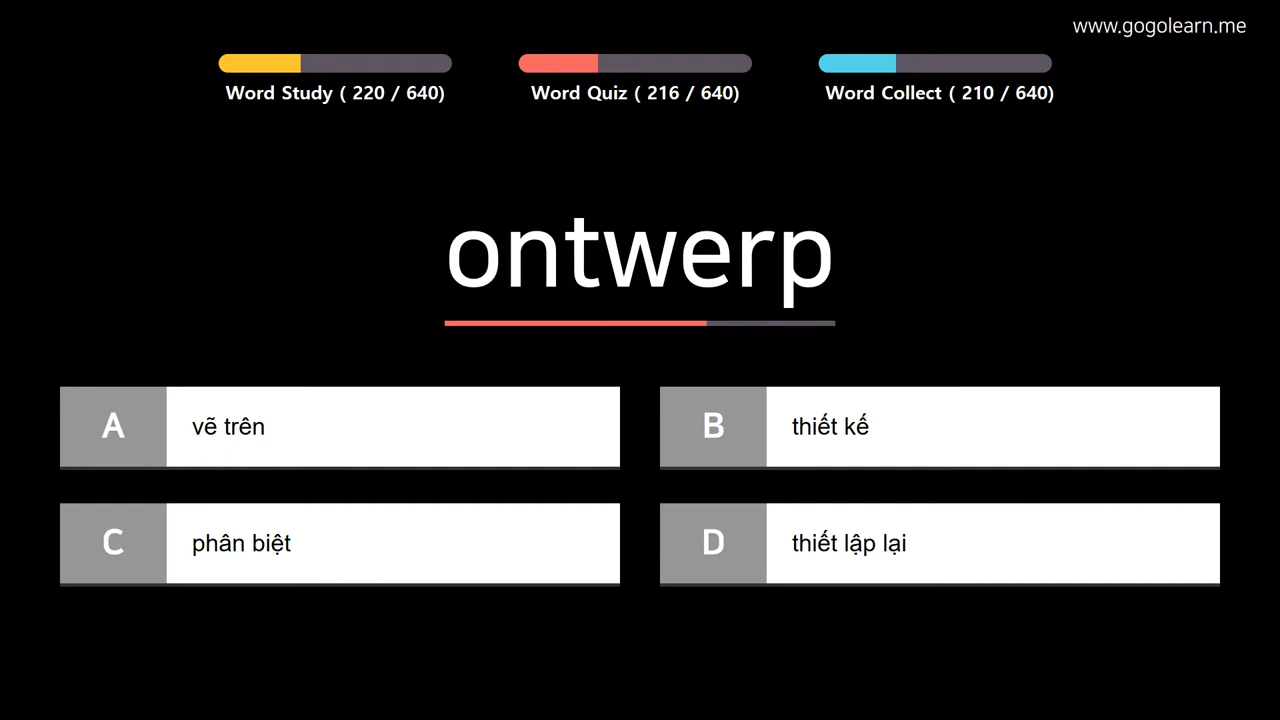 www.gogolearn.me
Word Study ( 220 / 640)
Word Quiz ( 216 / 640)
Word Collect ( 210 / 640)
ontwerp
A vẽ trên
B thiết kế
C phân biệt
D thiết lập lại